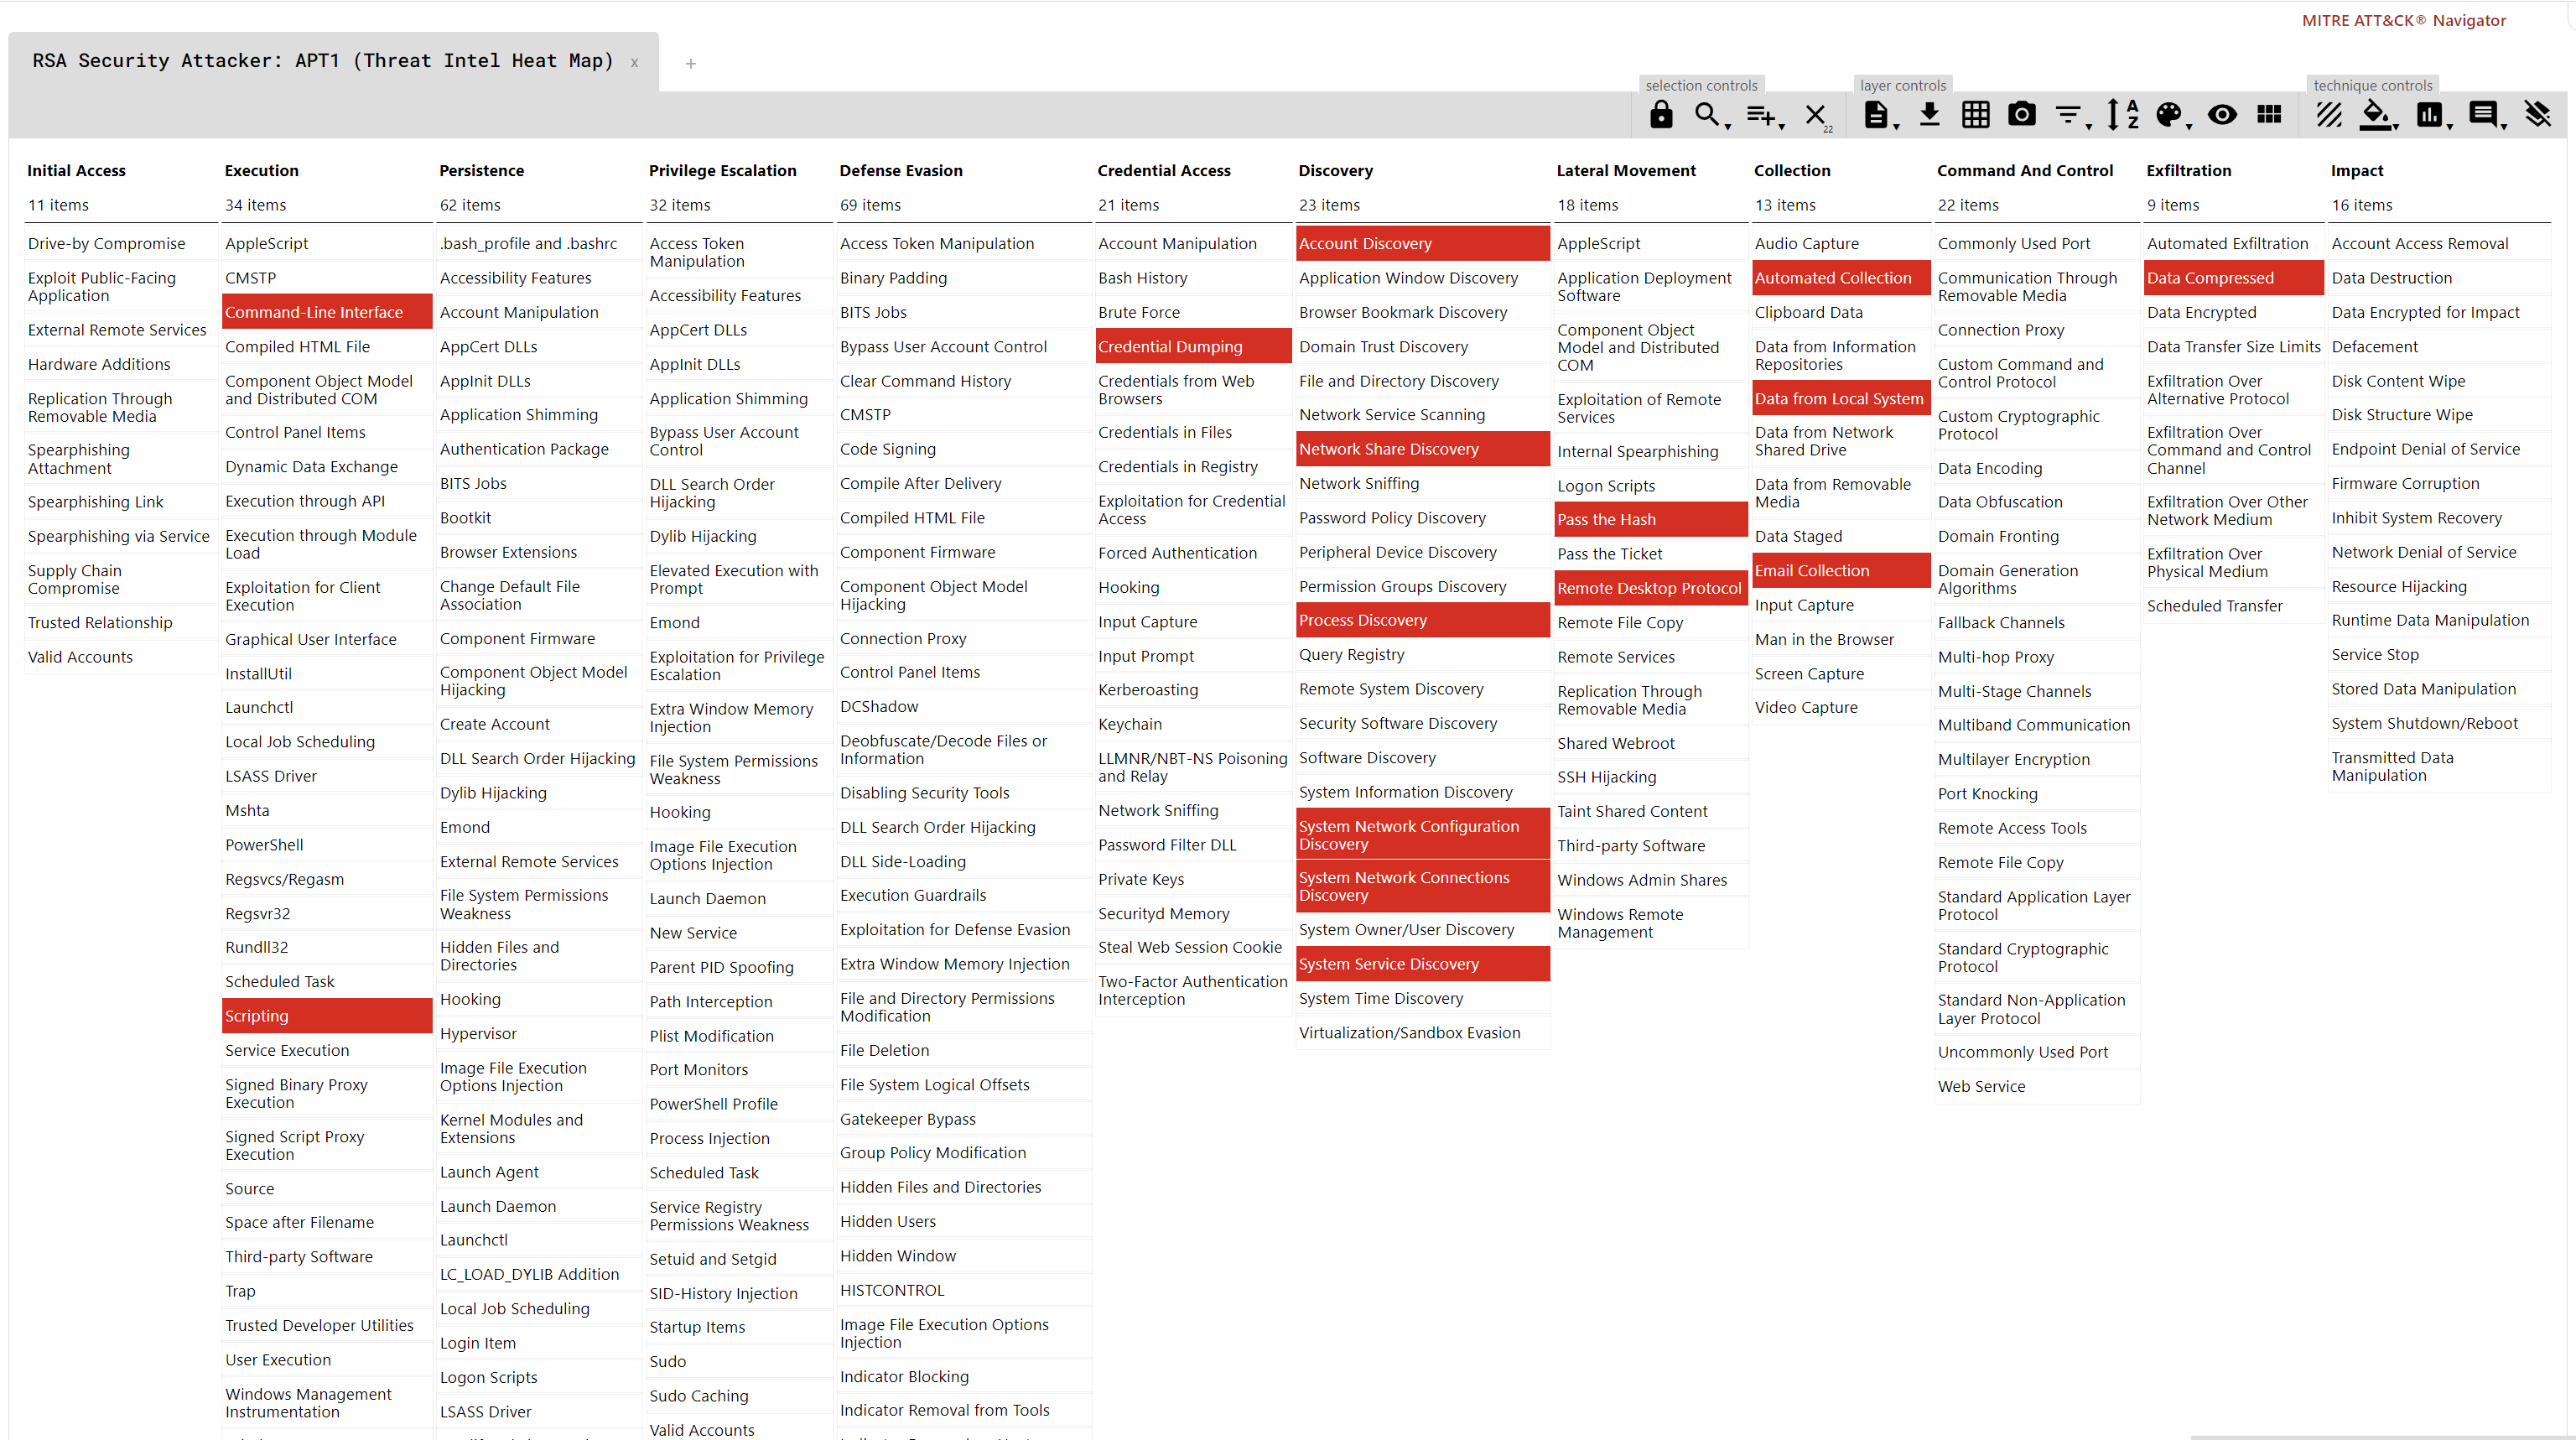 MITRE ATT&CK® Navigator
RSA Security Attacker: APT1 (Threat Intel Heat Map) x +
selection controls
layer controls
technique controls
22
A
Z
Initial Access
11 items
Drive-by Compromise
Exploit Public-Facing
Application
External Remote Services
Hardware Additions
Replication Through
Removable Media
Spearphishing
Attachment
Spearphishing Link
Spearphishing via Service
Supply Chain
Compromise
Trusted Relationship
Valid Accounts
Execution
34 items
AppleScript
CMSTP
Command-Line Interface
Compiled HTML File
Component Object Model
and Distributed COM
Control Panel Items
Dynamic Data Exchange
Execution through API
Execution through Module
Load
Exploitation for Client
Execution
Graphical User Interface
InstallUtil
Launchctl
Local Job Scheduling
LSASS Driver
Mshta
PowerShell
Regsvcs/Regasm
Regsvr32
Rundll32
Scheduled Task
Scripting
Service Execution
Signed Binary Proxy
Execution
Signed Script Proxy
Execution
Source
Space after Filename
Third-party Software
Trap
Trusted Developer Utilities
User Execution
Windows Management
Instrumentation
Persistence
62 items
.bash_profile and .bashrc
Accessibility Features
Account Manipulation
AppCert DLLs
AppInit DLLs
Application Shimming
Authentication Package
BITS Jobs
Bootkit
Browser Extensions
Change Default File
Association
Component Firmware
Component Object Model
Hijacking
Create Account
DLL Search Order Hijacking
Dylib Hijacking
Emond
External Remote Services
File System Permissions
Weakness
Hidden Files and
Directories
Hooking
Hypervisor
Image File Execution
Options Injection
Kernel Modules and
Extensions
Launch Agent
Launch Daemon
Launchctl
LC_LOAD_DYLIB Addition
Local Job Scheduling
Login Item
Logon Scripts
LSASS Driver
Privilege Escalation
32 items
Access Token
Manipulation
Accessibility Features
AppCert DLLs
AppInit DLLs
Application Shimming
Bypass User Account
Control
DLL Search Order
Hijacking
Dylib Hijacking
Elevated Execution with
Prompt
Emond
Exploitation for Privilege
Escalation
Extra Window Memory
Injection
File System Permissions
Weakness
Hooking
Image File Execution
Options Injection
Launch Daemon
New Service
Parent PID Spoofing
Path Interception
Plist Modification
Port Monitors
PowerShell Profile
Process Injection
Scheduled Task
Service Registry
Permissions Weakness
Setuid and Setgid
SID-History Injection
Startup Items
Sudo
Sudo Caching
Valid Accounts
Defense Evasion
69 items
Access Token Manipulation
Binary Padding
BITS Jobs
Bypass User Account Control
Clear Command History
CMSTP
Code Signing
Compile After Delivery
Compiled HTML File
Component Firmware
Component Object Model
Hijacking
Connection Proxy
Control Panel Items
DCShadow
Deobfuscate/Decode Files or
Information
Disabling Security Tools
DLL Search Order Hijacking
DLL Side-Loading
Execution Guardrails
Exploitation for Defense Evasion
Extra Window Memory Injection
File and Directory Permissions
Modification
File Deletion
File System Logical Offsets
Gatekeeper Bypass
Group Policy Modification
Hidden Files and Directories
Hidden Users
Hidden Window
HISTCONTROL
Image File Execution Options
Injection
Indicator Blocking
Indicator Removal from Tools
Credential Access
21 items
Account Manipulation
Bash History
Brute Force
Credential Dumping
Credentials from Web
Browsers
Credentials in Files
Credentials in Registry
Exploitation for Credential
Access
Forced Authentication
Hooking
Input Capture
Input Prompt
Kerberoasting
Keychain
LLMNR/NBT-NS Poisoning
and Relay
Network Sniffing
Password Filter DLL
Private Keys
Securityd Memory
Steal Web Session Cookie
Two-Factor Authentication
Interception
Discovery
23 items
Account Discovery
Application Window Discovery
Browser Bookmark Discovery
Domain Trust Discovery
File and Directory Discovery
Network Service Scanning
Network Share Discovery
Network Sniffing
Password Policy Discovery
Peripheral Device Discovery
Permission Groups Discovery
Process Discovery
Query Registry
Remote System Discovery
Security Software Discovery
Software Discovery
System Information Discovery
System Network Configuration
Discovery
System Network Connections
Discovery
System Owner/User Discovery
System Service Discovery
System Time Discovery
Virtualization/Sandbox Evasion
Lateral Movement
18 items
AppleScript
Application Deployment
Software
Component Object
Model and Distributed
COM
Exploitation of Remote
Services
Internal Spearphishing
Logon Scripts
Pass the Hash
Pass the Ticket
Remote Desktop Protocol
Remote File Copy
Remote Services
Replication Through
Removable Media
Shared Webroot
SSH Hijacking
Taint Shared Content
Third-party Software
Windows Admin Shares
Windows Remote
Management
Collection
13 items
Audio Capture
Automated Collection
Clipboard Data
Data from Information
Repositories
Data from Local System
Data from Network
Shared Drive
Data from Removable
Media
Data Staged
Email Collection
Input Capture
Man in the Browser
Screen Capture
Video Capture
Command And Control
22 items
Commonly Used Port
Communication Through
Removable Media
Connection Proxy
Custom Command and
Control Protocol
Custom Cryptographic
Protocol
Data Encoding
Data Obfuscation
Domain Fronting
Domain Generation
Algorithms
Fallback Channels
Multi-hop Proxy
Multi-Stage Channels
Multiband Communication
Multilayer Encryption
Port Knocking
Remote Access Tools
Remote File Copy
Standard Application Layer
Protocol
Standard Cryptographic
Protocol
Standard Non-Application
Layer Protocol
Uncommonly Used Port
Web Service
Exfiltration
9 items
Automated Exfiltration
Data Compressed
Data Encrypted
Data Transfer Size Limits
Exfiltration Over
Alternative Protocol
Exfiltration Over
Command and Control
Channel
Exfiltration Over Other
Network Medium
Exfiltration Over
Physical Medium
Scheduled Transfer
Impact
16 items
Account Access Removal
Data Destruction
Data Encrypted for Impact
Defacement
Disk Content Wipe
Disk Structure Wipe
Endpoint Denial of Service
Firmware Corruption
Inhibit System Recovery
Network Denial of Service
Resource Hijacking
Runtime Data Manipulation
Service Stop
Stored Data Manipulation
System Shutdown/Reboot
Transmitted Data
Manipulation